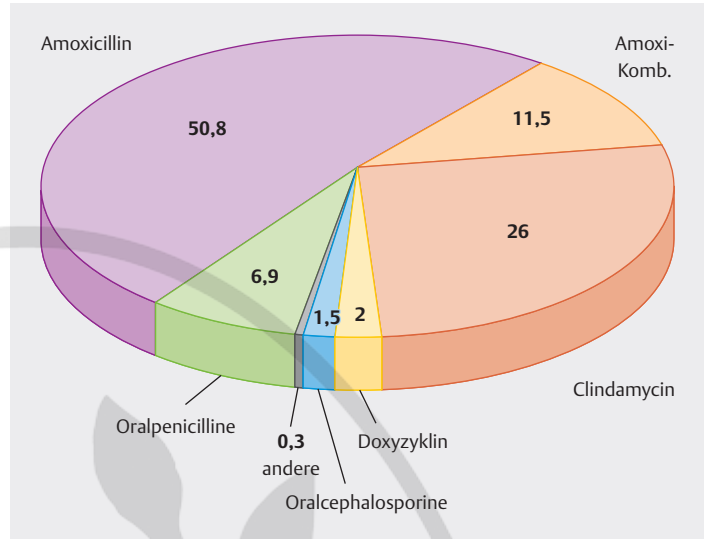 Amoxicillin
Amoxi-
Komb.
50,8
11,5
26
6,9
1,5
2
Clindamycin
Oralpenicilline
0,3
andere
Doxyzyklin
Oralcephalosporine